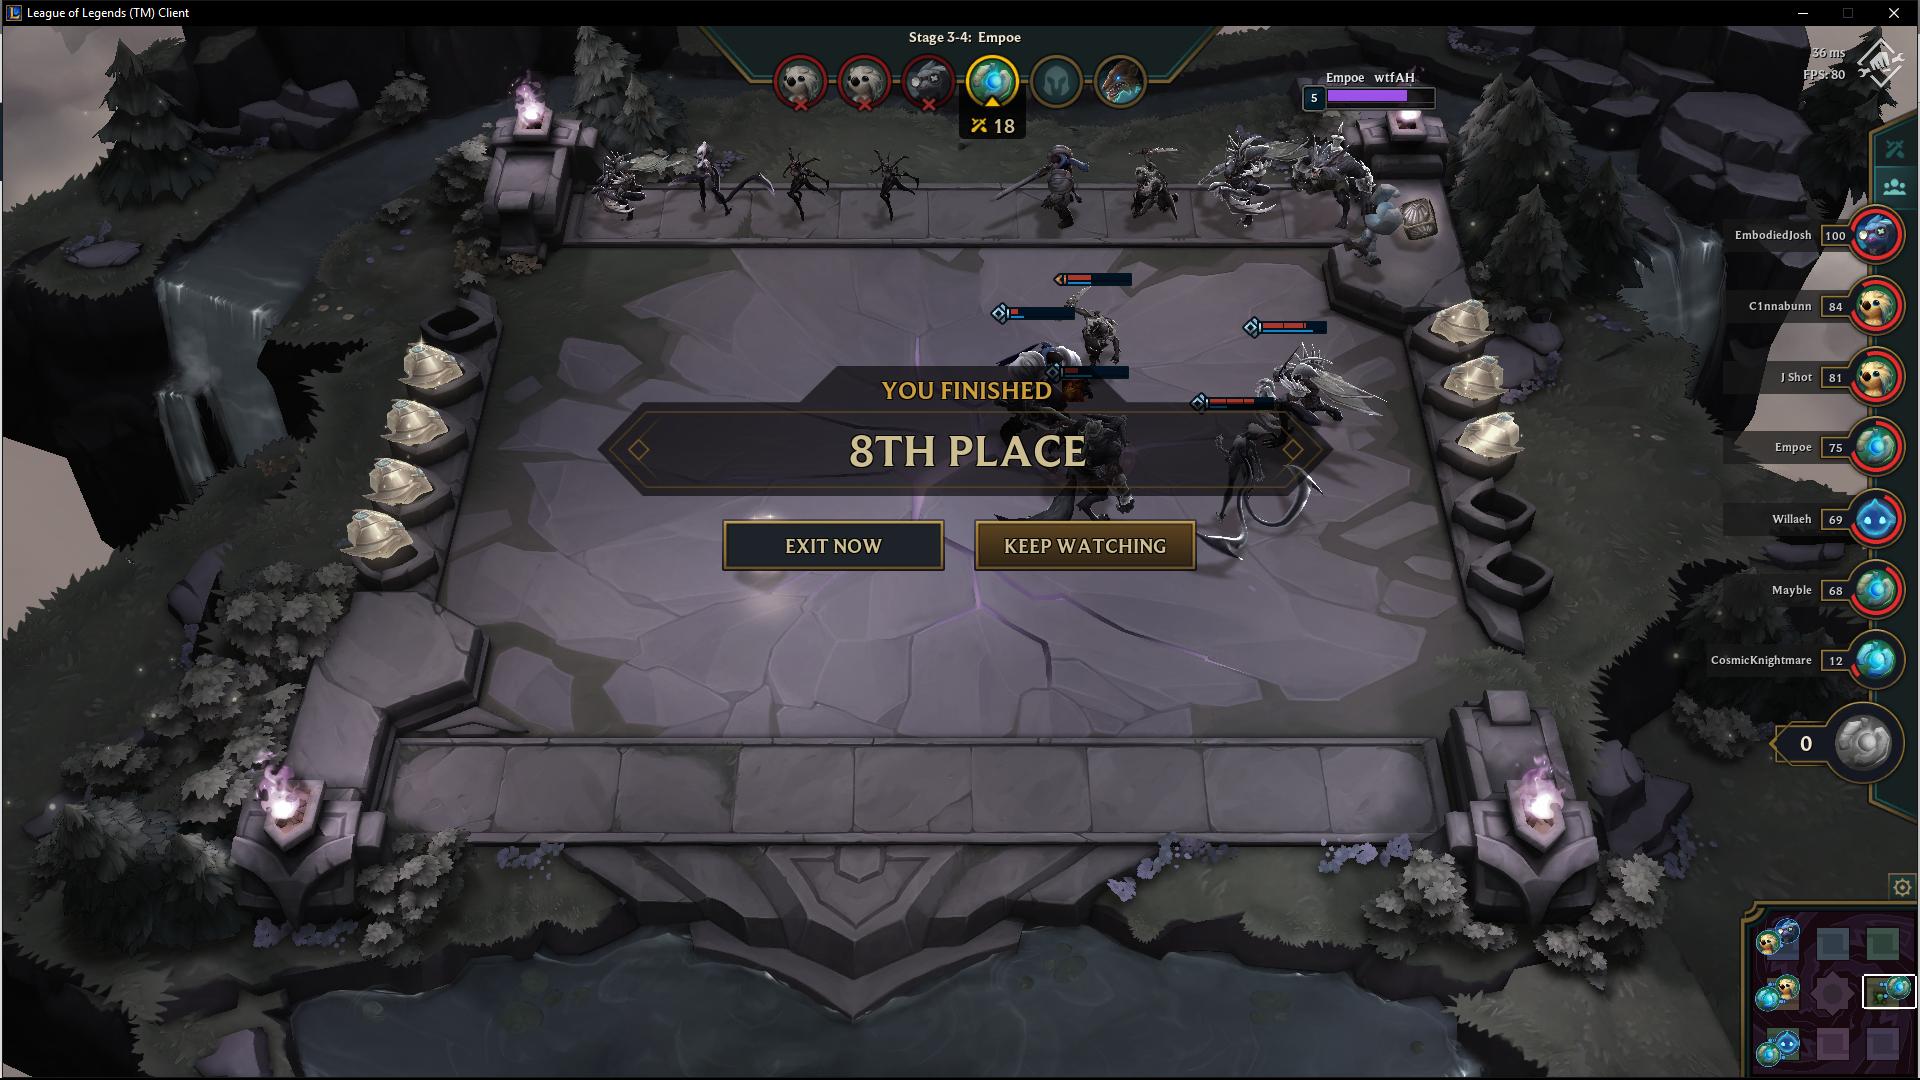 League of Legends (TM) Client
Stage 3-4: Empoe
18
Empoe wtfAH
5
36 ms
FPS: 80
EmbodiedJosh 100
C1nnabunn 84
J Shot 81
Empoe 75
Willaeh 69
Mayble 68
CosmicKnightmare 12
0
YOU FINISHED
8TH PLACE
EXIT NOW
KEEP WATCHING